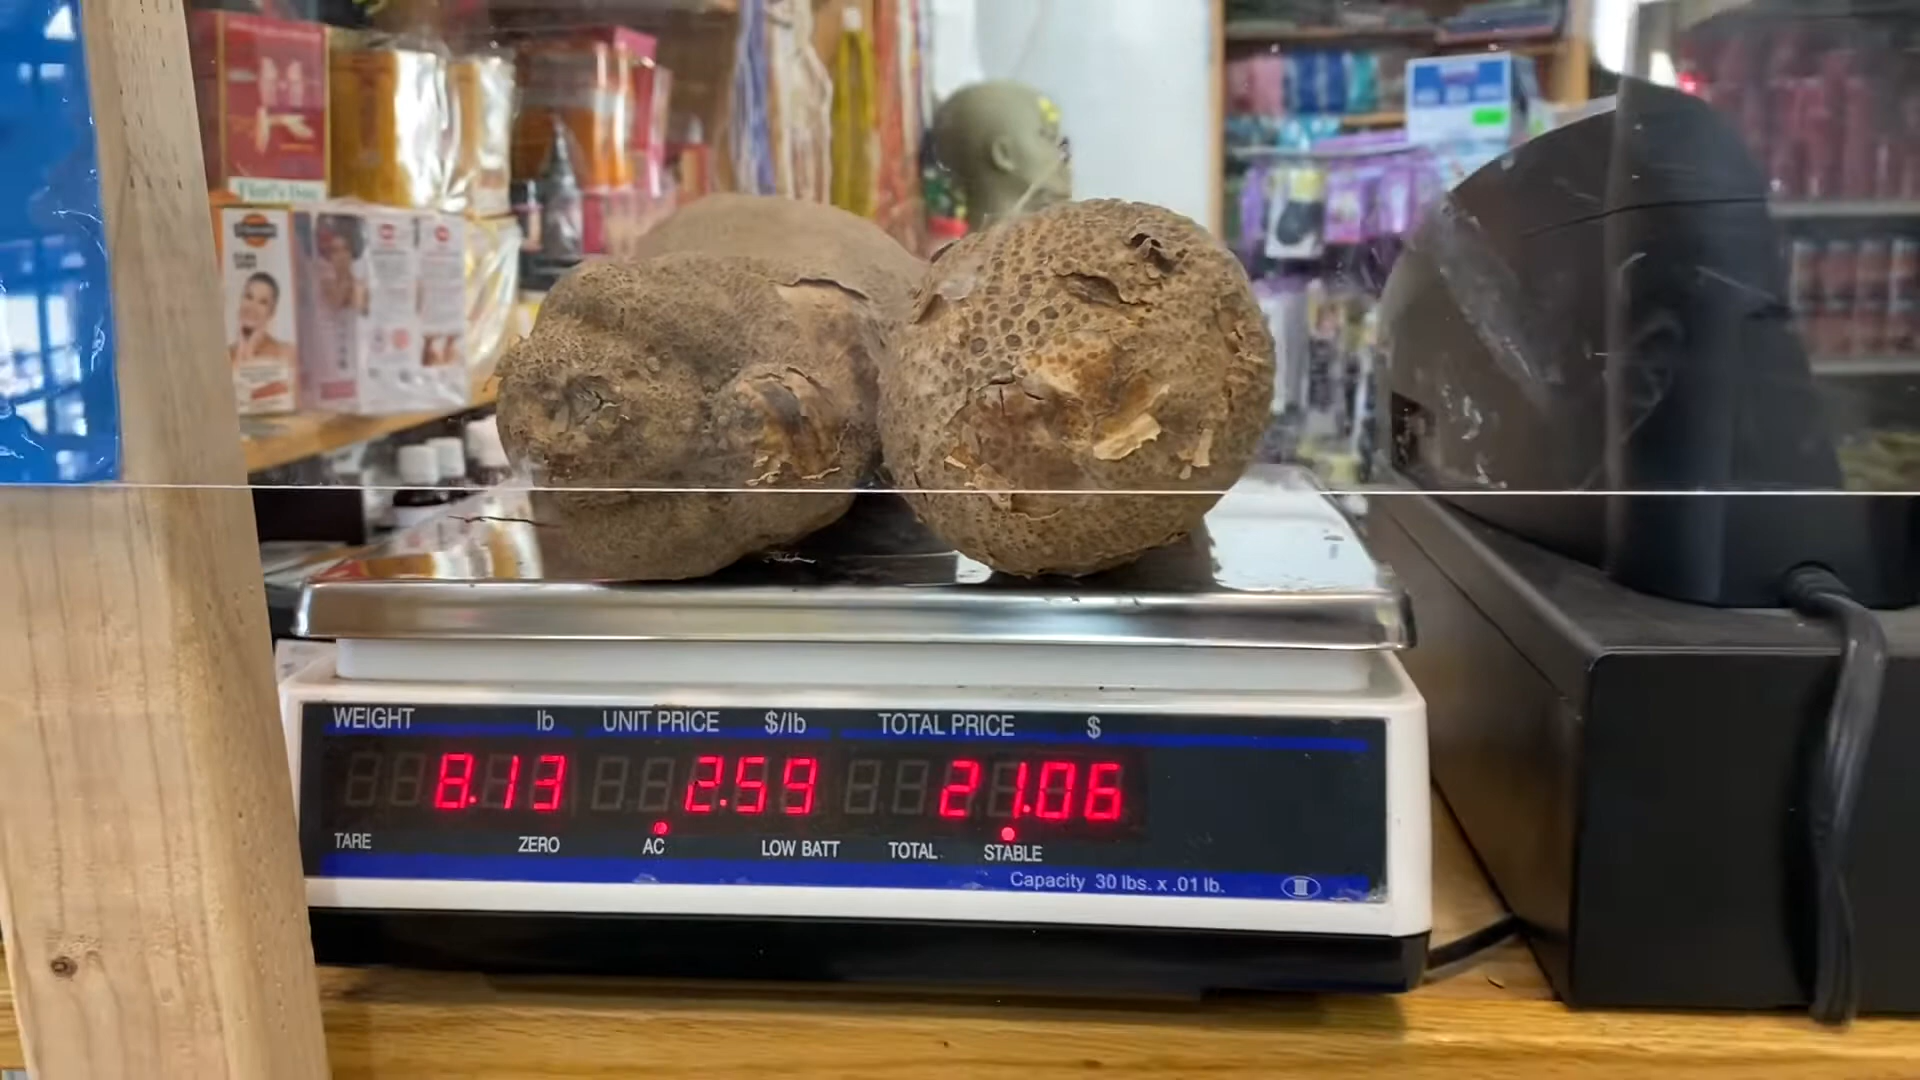 WEIGHT lb UNIT PRICE $/lb TOTAL PRICE $
8.13 2.59 21.06
TARE ZERO AC LOW BATT TOTAL STABLE
Capacity 30 lbs. x .01 lb.